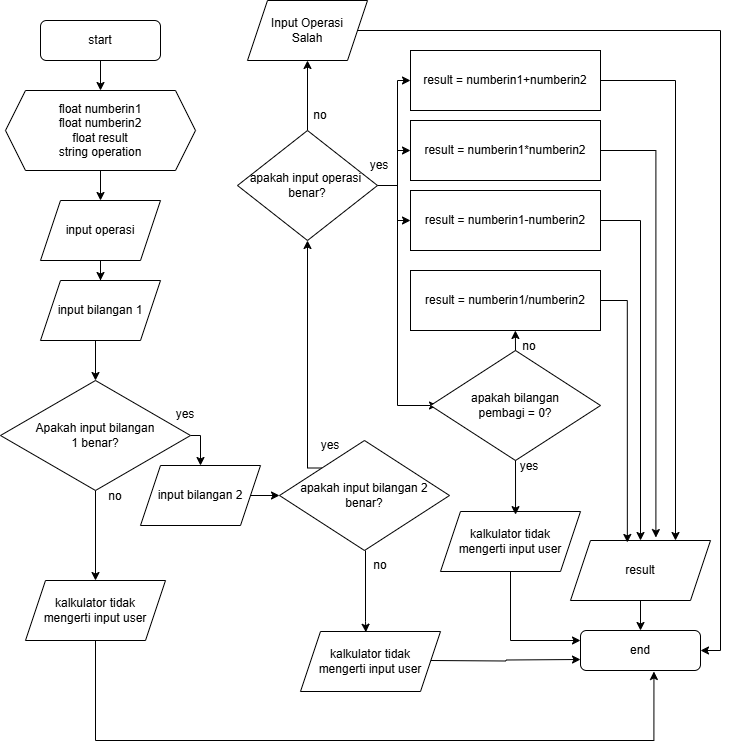 start
float numberin1
float numberin2
float result
string operation
input operasi
input bilangan 1
Apakah input bilangan
1 benar?
yes
no
input bilangan 2
kalkulator tidak
mengerti input user
apakah input bilangan 2
benar?
yes
no
kalkulator tidak
mengerti input user
apakah input operasi
benar?
no
yes
Input Operasi
Salah
result = numberin1+numberin2
result = numberin1*numberin2
result = numberin1-numberin2
result = numberin1/numberin2
no
apakah bilangan
pembagi = 0?
yes
kalkulator tidak
mengerti input user
result
end